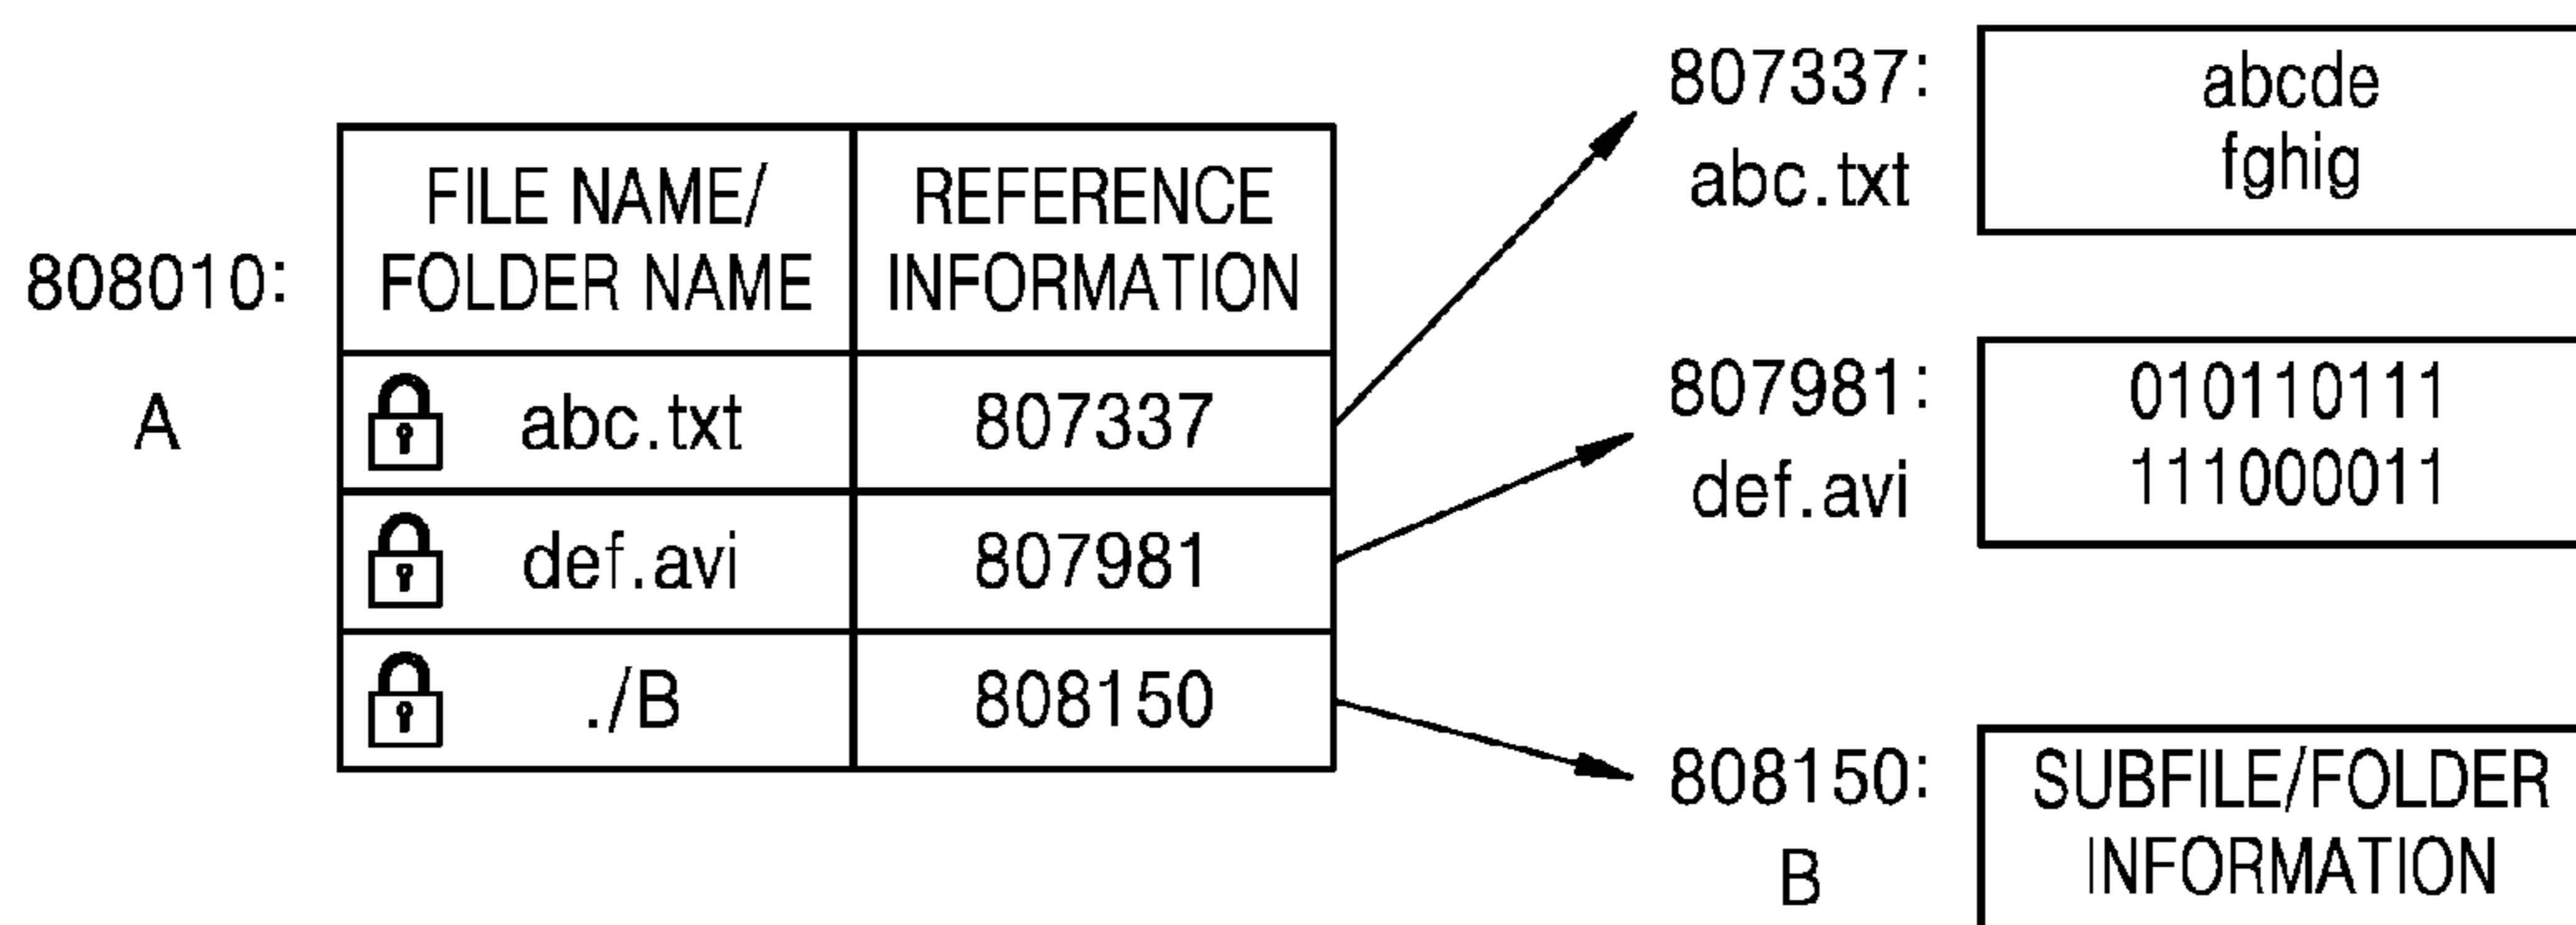 808010:
A
FILE NAME/
FOLDER NAME
REFERENCE
INFORMATION
abc.txt
807337
def.avi
807981
./B
808150
807337:
abc.txt
abcde
fghig
807981:
def.avi
010110111
111000011
808150:
B
SUBFILE/FOLDER
INFORMATION